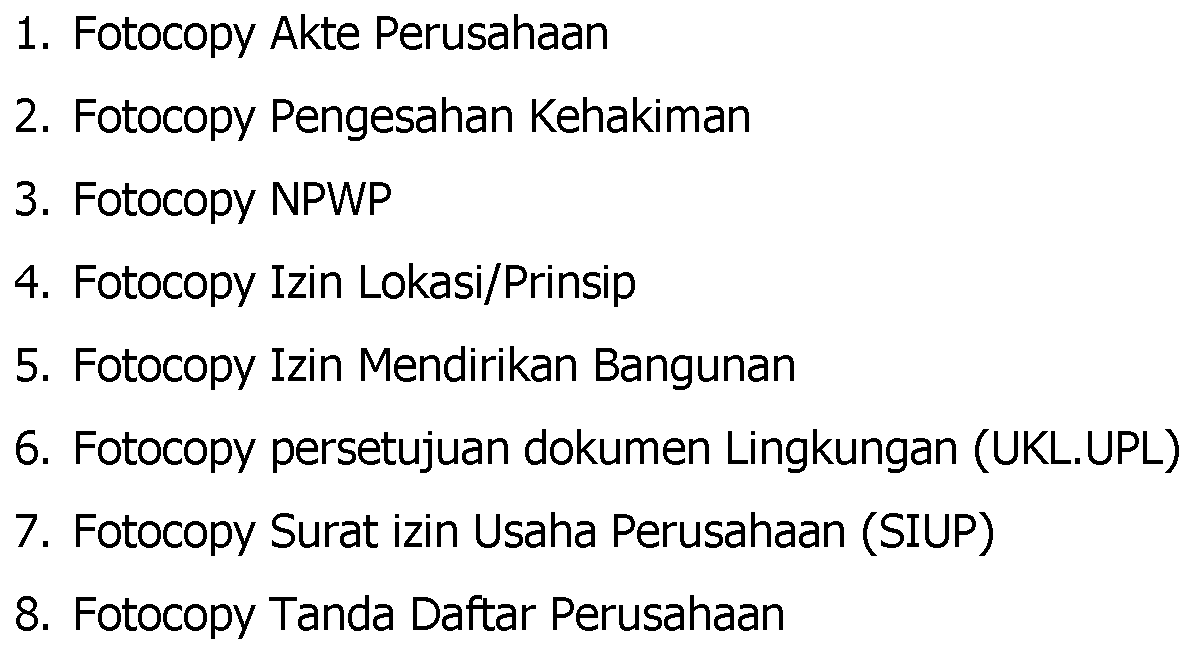 1. Fotocopy Akte Perusahaan
2. Fotocopy Pengesahan Kehakiman
3. Fotocopy NPWP
4. Fotocopy Izin Lokasi/Prinsip
5. Fotocopy Izin Mendirikan Bangunan
6. Fotocopy persetujuan dokumen Lingkungan (UKL.UPL)
7. Fotocopy Surat izin Usaha Perusahaan (SIUP)
8. Fotocopy Tanda Daftar Perusahaan